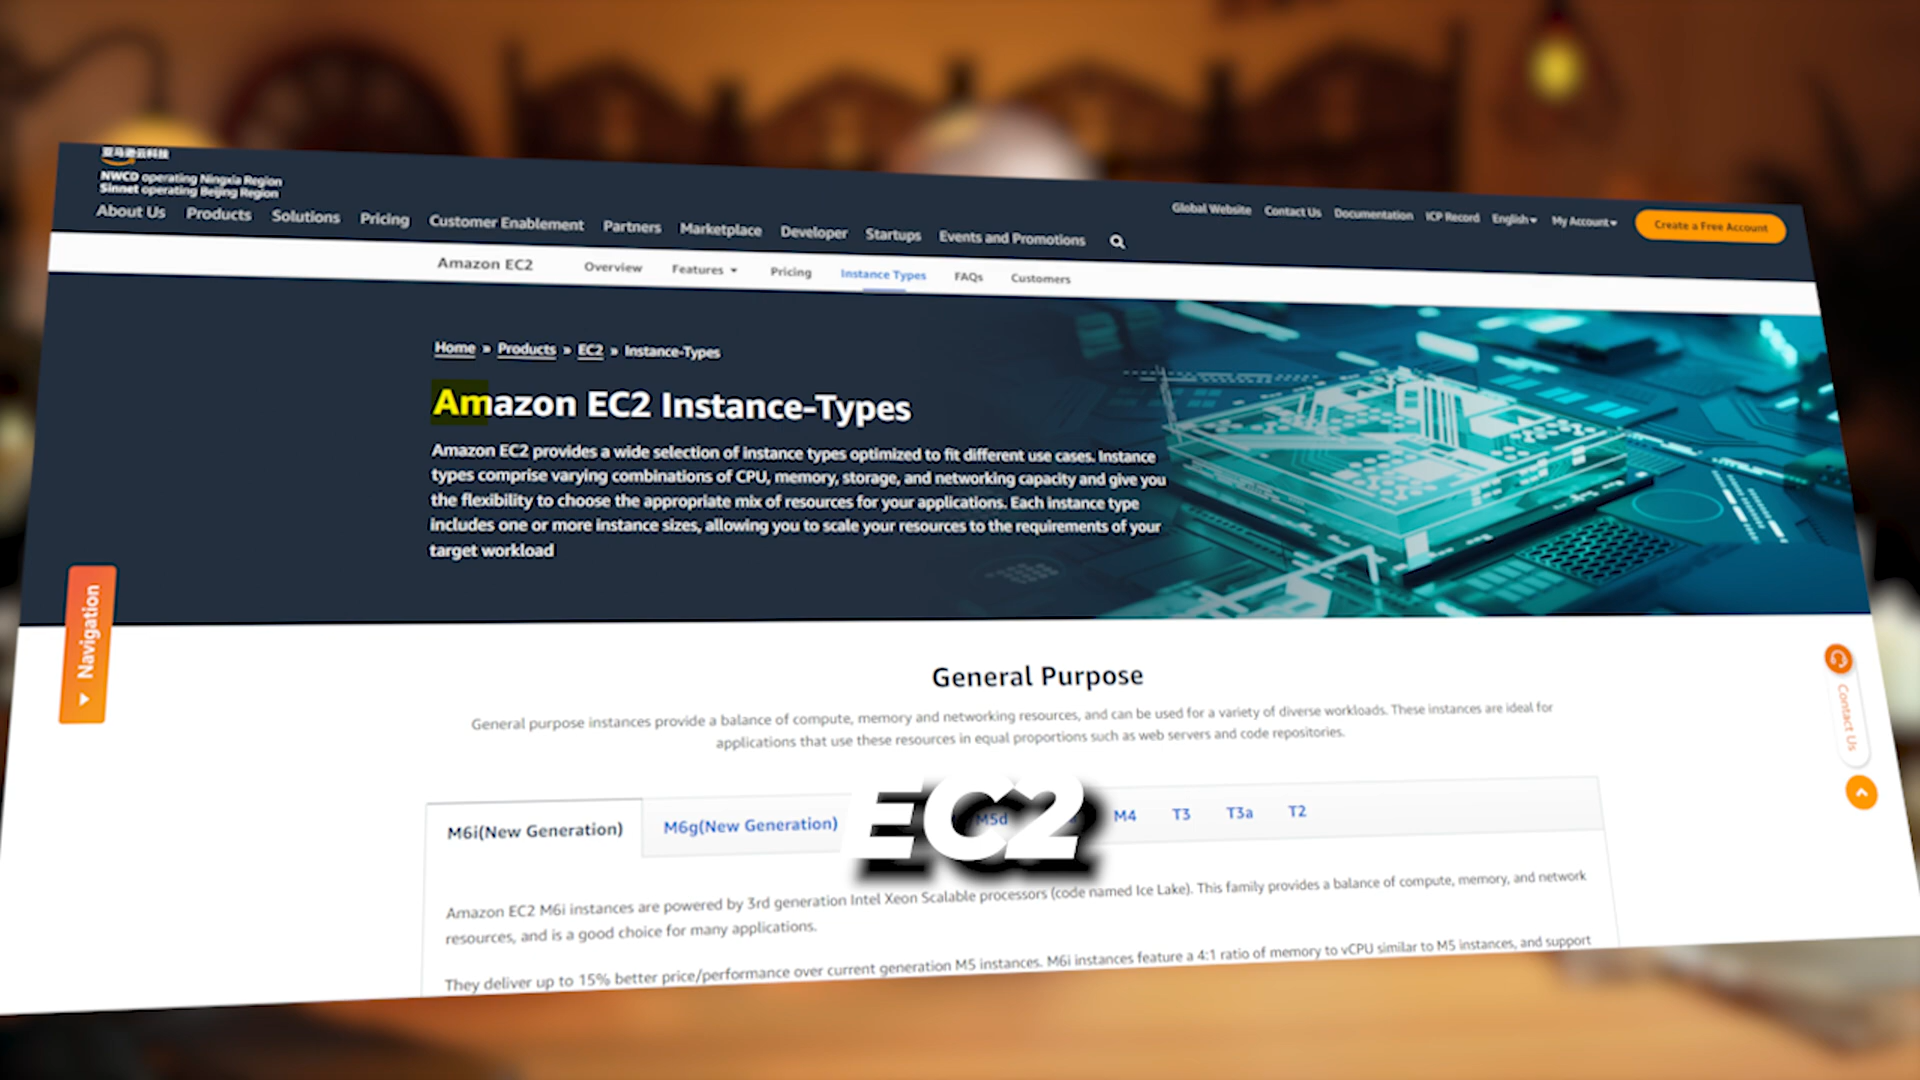 亚马逊云科技
NWCD operating Ningxia Region
Sinnet operating Beijing Region
Global Website Contact Us Documentation ICP Record English My Account Create a Free Account
About Us Products Solutions Pricing Customer Enablement Partners Marketplace Developer Startups Events and Promotions
Amazon EC2 Overview Features Pricing Instance Types FAQs Customers
Home » Products » EC2 » Instance-Types
Amazon EC2 Instance-Types
Amazon EC2 provides a wide selection of instance types optimized to fit different use cases. Instance
types comprise varying combinations of CPU, memory, storage, and networking capacity and give you
the flexibility to choose the appropriate mix of resources for your applications. Each instance type
includes one or more instance sizes, allowing you to scale your resources to the requirements of your
target workload
Navigation
Contact Us
General Purpose
General purpose instances provide a balance of compute, memory and networking resources, and can be used for a variety of diverse workloads. These instances are ideal for
applications that use these resources in equal proportions such as web servers and code repositories.
M6i(New Generation) M6g(New Generation) M5d M4 T3 T3a T2
EC2
Amazon EC2 M6i instances are powered by 3rd generation Intel Xeon Scalable processors (code named Ice Lake). This family provides a balance of compute, memory, and network
resources, and is a good choice for many applications.
They deliver up to 15% better price/performance over current generation M5 instances. M6i instances feature a 4:1 ratio of memory to vCPU similar to M5 instances, and support